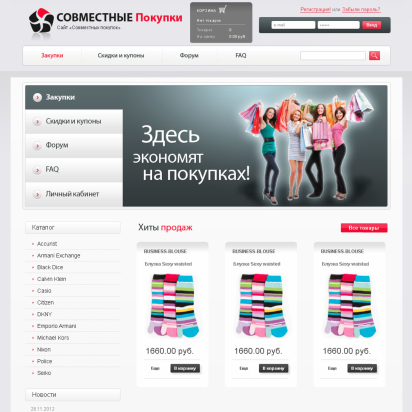 СОВМЕСТНЫЕ Покупки
Сайт «Совместных покупок»
КОРЗИНА
Нет товаров
Товаров: 0
На сумму: 0.00 руб.
Регистрация! или Забыли пароль?
e-mail
Вход
Закупки
Скидки и купоны
Форум
FAQ
Закупки
Скидки и купоны
Форум
FAQ
Личный кабинет
Здесь
экономят
на покупках!
Каталог
Accurist
Armani Exchange
Black Dice
Calvin Klein
Casio
Citizen
DKNY
Emporio Armani
Michael Kors
Nixon
Police
Seiko
Новости
28.11.2012
Хиты продаж
Все товары
BUSINESS BLOUSE
Блузка Sexy waisted
1660.00 руб.
Еще
В корзину
BUSINESS BLOUSE
Блузка Sexy waisted
1660.00 руб.
Еще
В корзину
BUSINESS BLOUSE
Блузка Sexy waisted
1660.00 руб.
Еще
В корзину